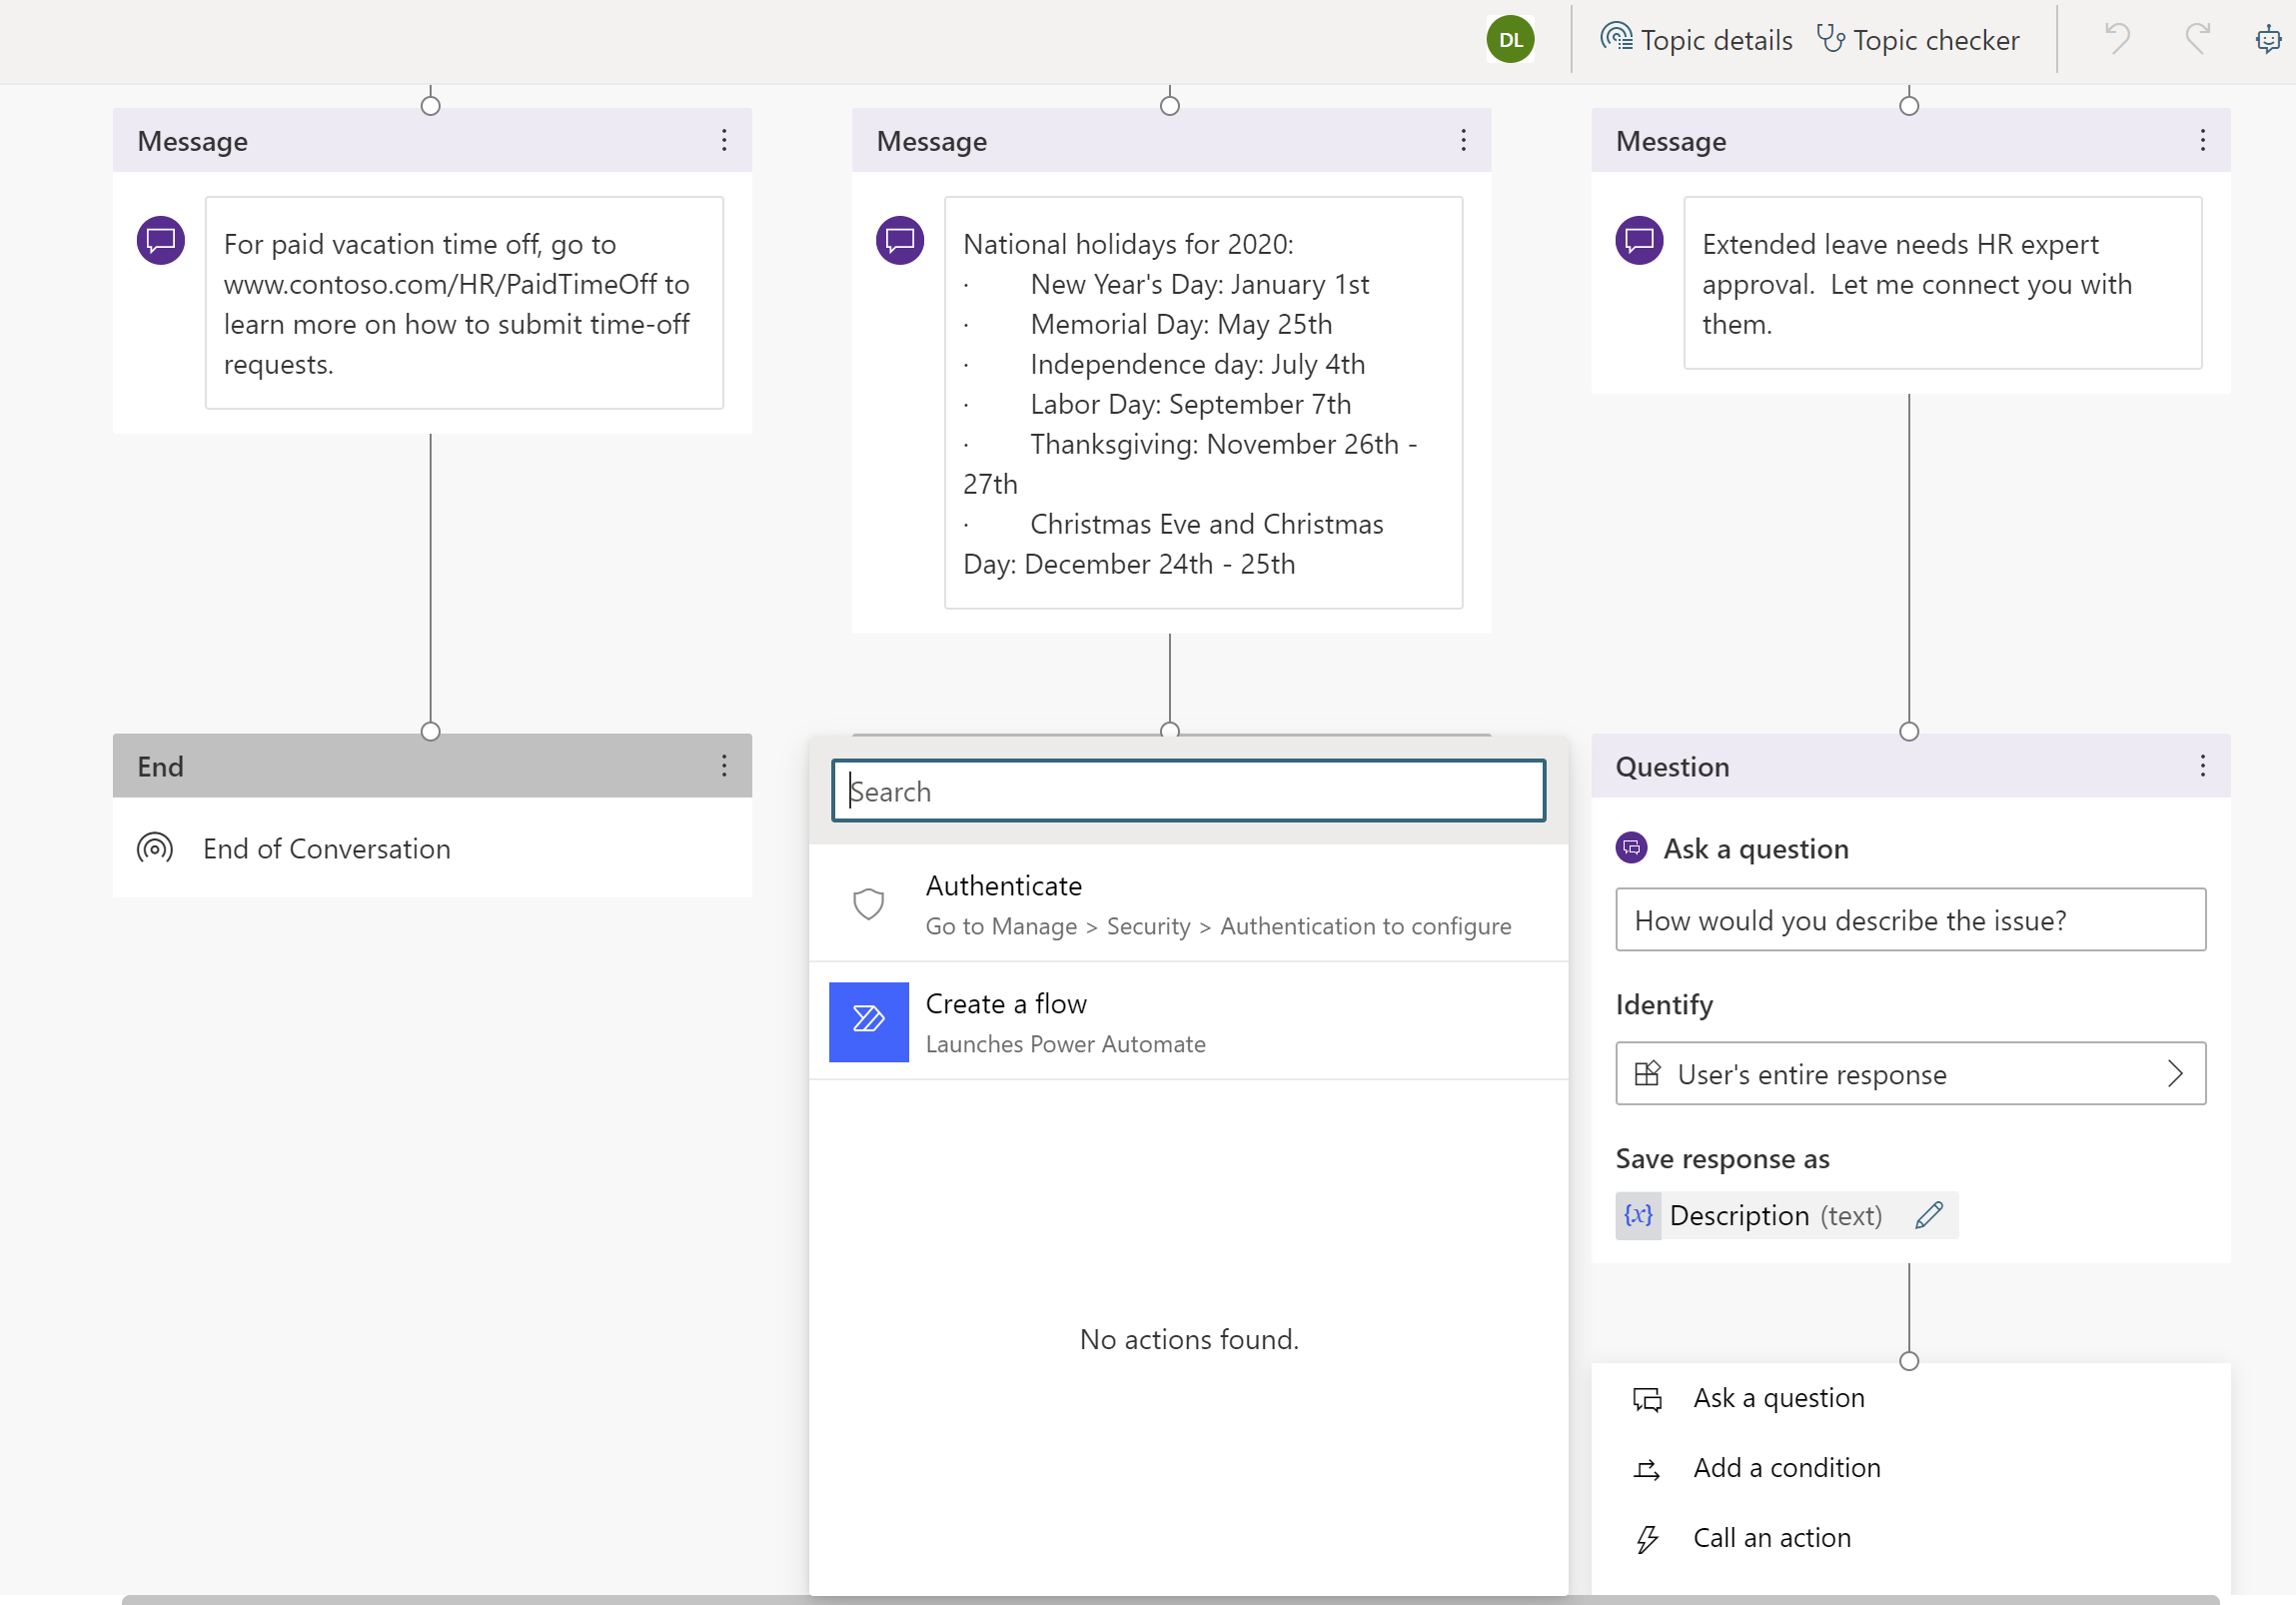 DL
Topic details
Topic checker
Message
For paid vacation time off, go to
www.contoso.com/HR/PaidTimeOff to
learn more on how to submit time-off
requests.
End
End of Conversation
Message
National holidays for 2020:
· New Year's Day: January 1st
· Memorial Day: May 25th
· Independence day: July 4th
· Labor Day: September 7th
· Thanksgiving: November 26th -
27th
· Christmas Eve and Christmas
Day: December 24th - 25th
Search
Authenticate
Go to Manage > Security > Authentication to configure
Create a flow
Launches Power Automate
No actions found.
Message
Extended leave needs HR expert
approval.  Let me connect you with
them.
Question
Ask a question
How would you describe the issue?
Identify
User's entire response
Save response as
{x} Description (text)
Ask a question
Add a condition
Call an action